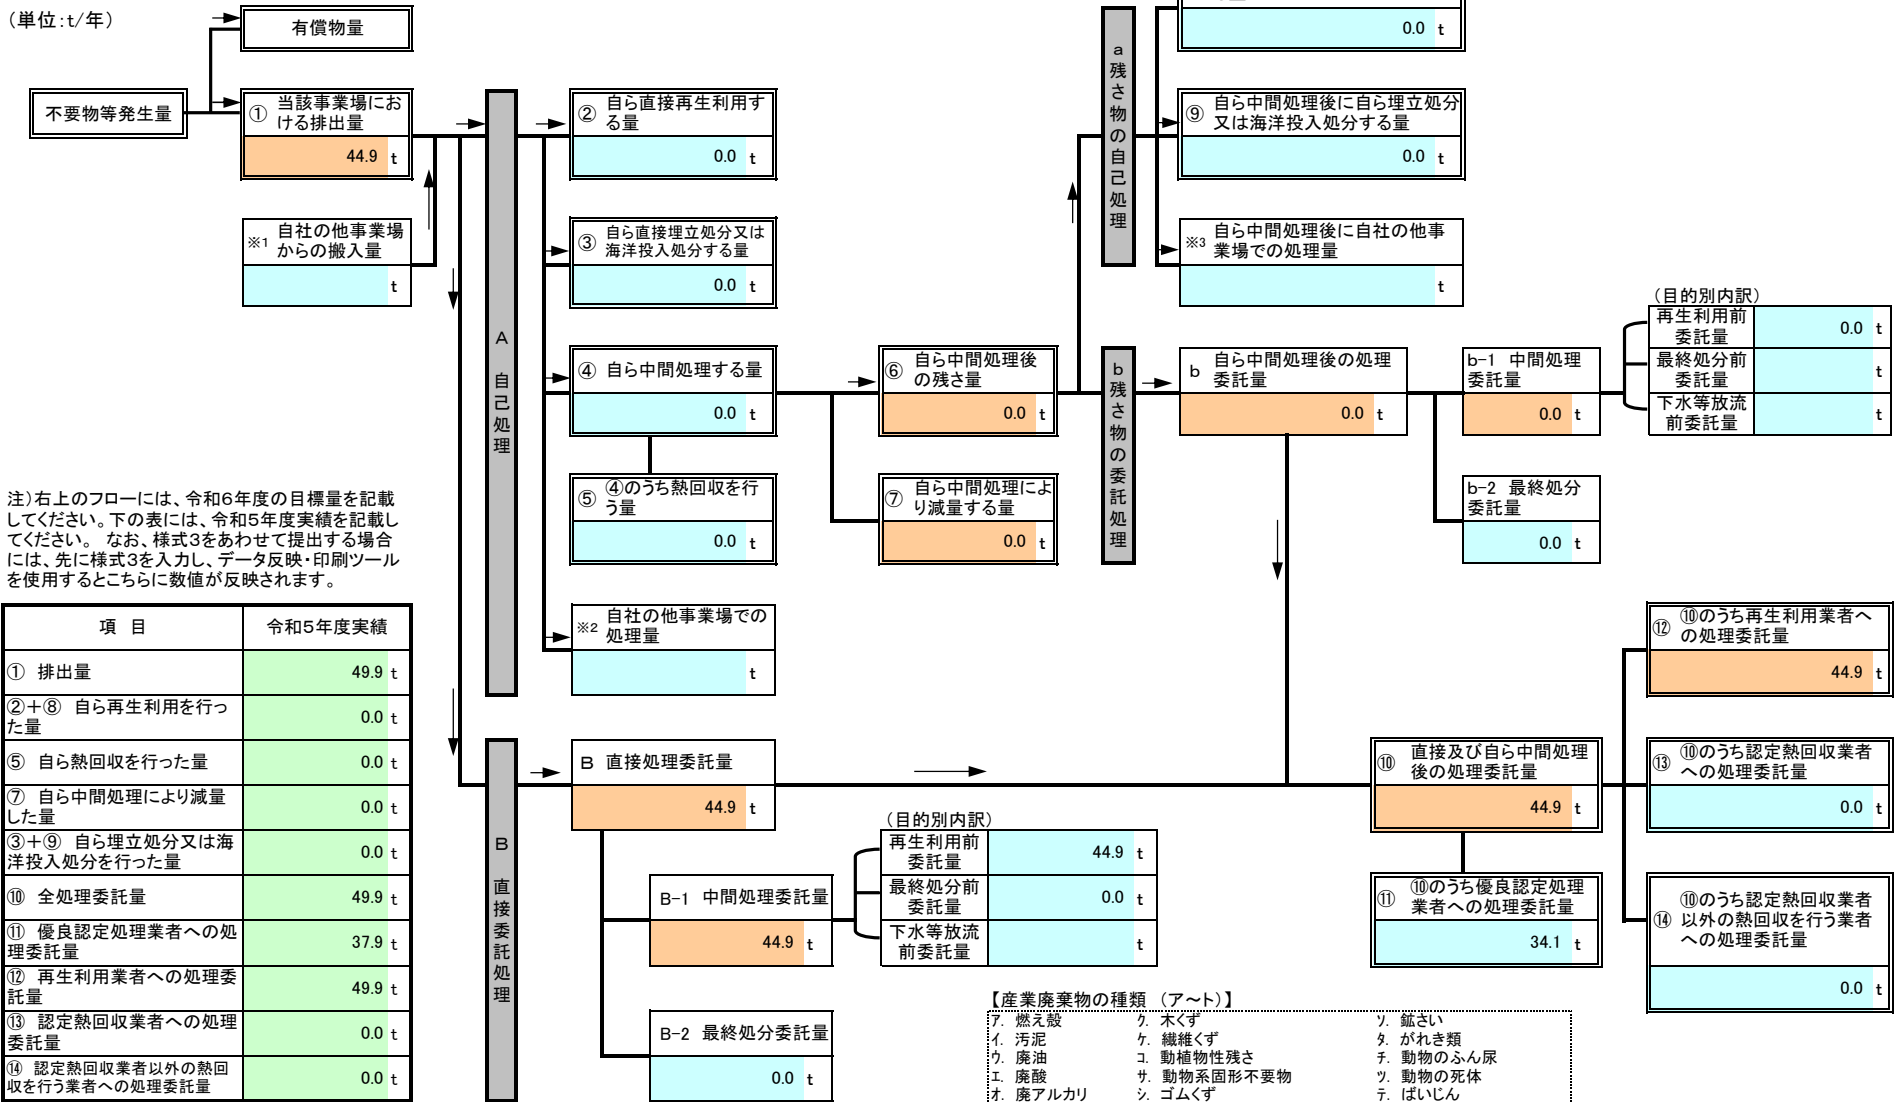 （単位：t/年）
有償物量
0.0 t
不要物等発生量
① 当該事業場にお
ける排出量
44.9 t
② 自ら直接再生利用す
る量
0.0 t
a 残さ物の自己処理
⑨ 自ら中間処理後に自ら埋立処分
又は海洋投入処分する量
0.0 t
※1 自社の他事業場
からの搬入量
t
③ 自ら直接埋立処分又は
海洋投入処分する量
0.0 t
※3 自ら中間処理後に自社の他事
業場での処理量
t
A 自己処理
④ 自ら中間処理する量
0.0 t
⑥ 自ら中間処理後
の残さ量
0.0 t
b 残さ物の委託処理
b 自ら中間処理後の処理
委託量
0.0 t
b-1 中間処理
委託量
0.0 t
（目的別内訳）
再生利用前
委託量
0.0 t
最終処分前
委託量
t
下水等放流
前委託量
t
⑤ ④のうち熱回収を行
う量
0.0 t
⑦ 自ら中間処理によ
り減量する量
0.0 t
b-2 最終処分
委託量
0.0 t
注）右上のフローには、令和６年度の目標量を記載
してください。下の表には、令和５年度実績を記載し
てください。 なお、様式３をあわせて提出する場合
には、先に様式３を入力し、データ反映・印刷ツール
を使用するとこちらに数値が反映されます。
※2 自社の他事業場での
処理量
t
項 目 令和５年度実績
① 排出量 49.9 t
②＋⑧ 自ら再生利用を行っ
た量 0.0 t
⑤ 自ら熱回収を行った量 0.0 t
⑦ 自ら中間処理により減量
した量 0.0 t
③＋⑨ 自ら埋立処分又は海
洋投入処分を行った量 0.0 t
⑩ 全処理委託量 49.9 t
⑪ 優良認定処理業者への処
理委託量 37.9 t
⑫ 再生利用業者への処理委
託量 49.9 t
⑬ 認定熱回収業者への処理
委託量 0.0 t
⑭ 認定熱回収業者以外の熱回
収を行う業者への処理委託量 0.0 t
B 直接委託処理
B 直接処理委託量
44.9 t
B-1 中間処理委託量
44.9 t
（目的別内訳）
再生利用前
委託量
44.9 t
最終処分前
委託量
0.0 t
下水等放流
前委託量
t
B-2 最終処分委託量
0.0 t
⑩ 直接及び自ら中間処理
後の処理委託量
44.9 t
⑪ ⑩のうち優良認定処理
業者への処理委託量
34.1 t
⑫ ⑩のうち再生利用業者へ
の処理委託量
44.9 t
⑬ ⑩のうち認定熱回収業者
への処理委託量
0.0 t
⑭ ⑩のうち認定熱回収業者
以外の熱回収を行う業者
への処理委託量
0.0 t
【産業廃棄物の種類 （ア～ト）】
ア. 燃え殻 ク. 木くず ソ. 鉱さい
イ. 汚泥 ケ. 繊維くず タ. がれき類
ウ. 廃油 コ. 動植物性残さ チ. 動物のふん尿
エ. 廃酸 サ. 動物系固形不要物 ツ. 動物の死体
オ. 廃アルカリ シ. ゴムくず テ. ばいじん